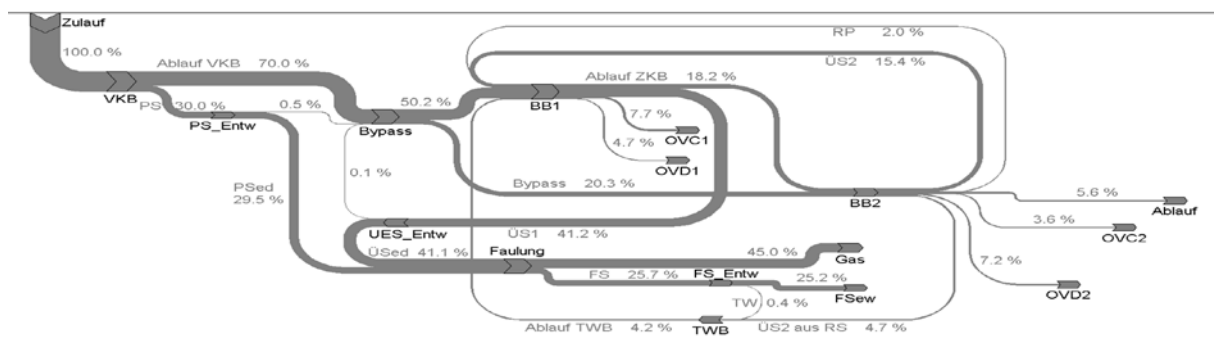 Zulauf
100.0 %
RP 2.0 %
ÜS2 15.4 %
Ablauf VKB 70.0 %
Ablauf ZKB 18.2 %
VKB
PS 30.0 %
0.5 %
50.2 %
BB1
PS_Entw
Bypass
7.7 %
OVC1
4.7 %
OVD1
0.1 %
PSed
29.5 %
Bypass 20.3 %
BB2
5.6 %
Ablauf
3.6 %
OVC2
UES_Entw
ÜS1 41.2 %
ÜSed 41.1 %
Faulung
45.0 %
Gas
7.2 %
OVD2
FS 25.7 %
FS_Entw
25.2 %
FSew
TW 0.4 %
Ablauf TWB 4.2 %
TWB
ÜS2 aus RS 4.7 %